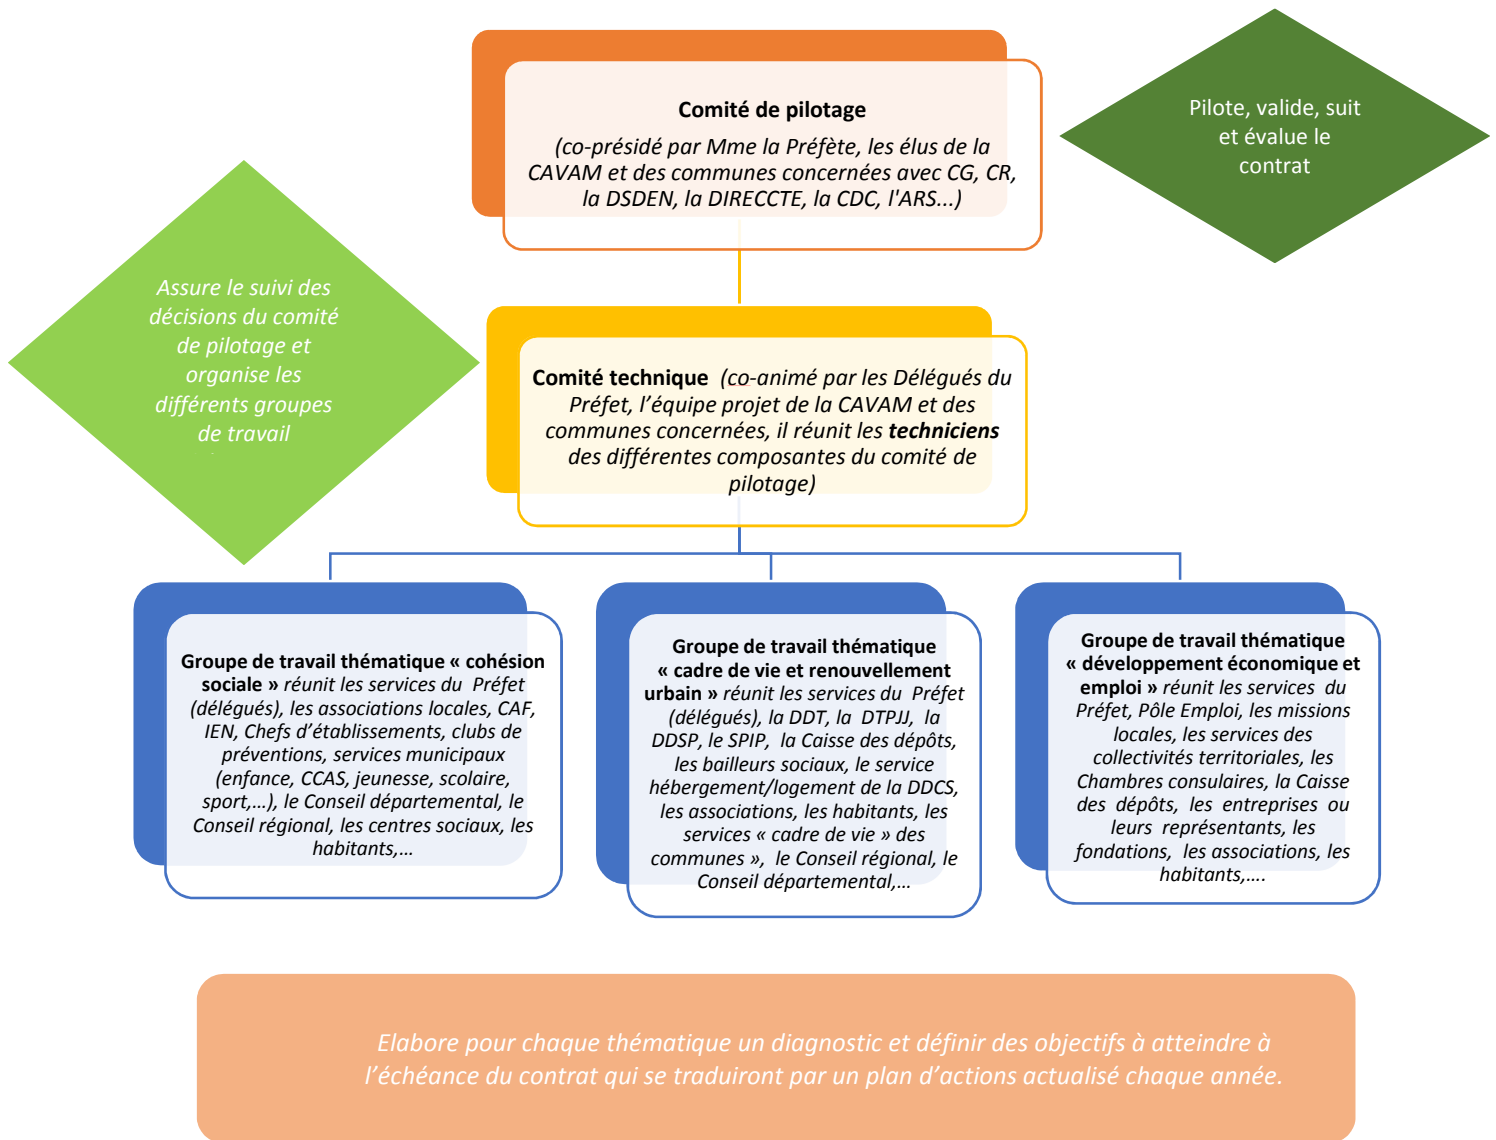 Comité de pilotage
(co-présidé par Mme la Préfète, les élus de la
CAVAM et des communes concernées avec CG, CR,
la DSDEN, la DIRECCTE, la CDC, l'ARS...)
Pilote, valide, suit
et évalue le
contrat
Assure le suivi des
décisions du comité
de pilotage et
organise les
différents groupes
de travail
Comité technique (co-animé par les Délégués du
Préfet, l’équipe projet de la CAVAM et des
communes concernées, il réunit les techniciens
des différentes composantes du comité de
pilotage)
Groupe de travail thématique « cohésion
sociale » réunit les services du Préfet
(délégués), les associations locales, CAF,
IEN, Chefs d’établissements, clubs de
préventions, services municipaux
(enfance, CCAS, jeunesse, scolaire,
sport,…), le Conseil départemental, le
Conseil régional, les centres sociaux, les
habitants,…
Groupe de travail thématique
« cadre de vie et renouvellement
urbain » réunit les services du Préfet
(délégués), la DDT, la DTPJJ, la
DDSP, le SPIP, la Caisse des dépôts,
les bailleurs sociaux, le service
hébergement/logement de la DDCS,
les associations, les habitants, les
services « cadre de vie » des
communes », le Conseil régional, le
Conseil départemental,…
Groupe de travail thématique
« développement économique et
emploi » réunit les services du
Préfet, Pôle Emploi, les missions
locales, les services des
collectivités territoriales, les
Chambres consulaires, la Caisse
des dépôts, les entreprises ou
leurs représentants, les
fondations, les associations, les
habitants,….
Elabore pour chaque thématique un diagnostic et définir des objectifs à atteindre à
l’échéance du contrat qui se traduiront par un plan d’actions actualisé chaque année.